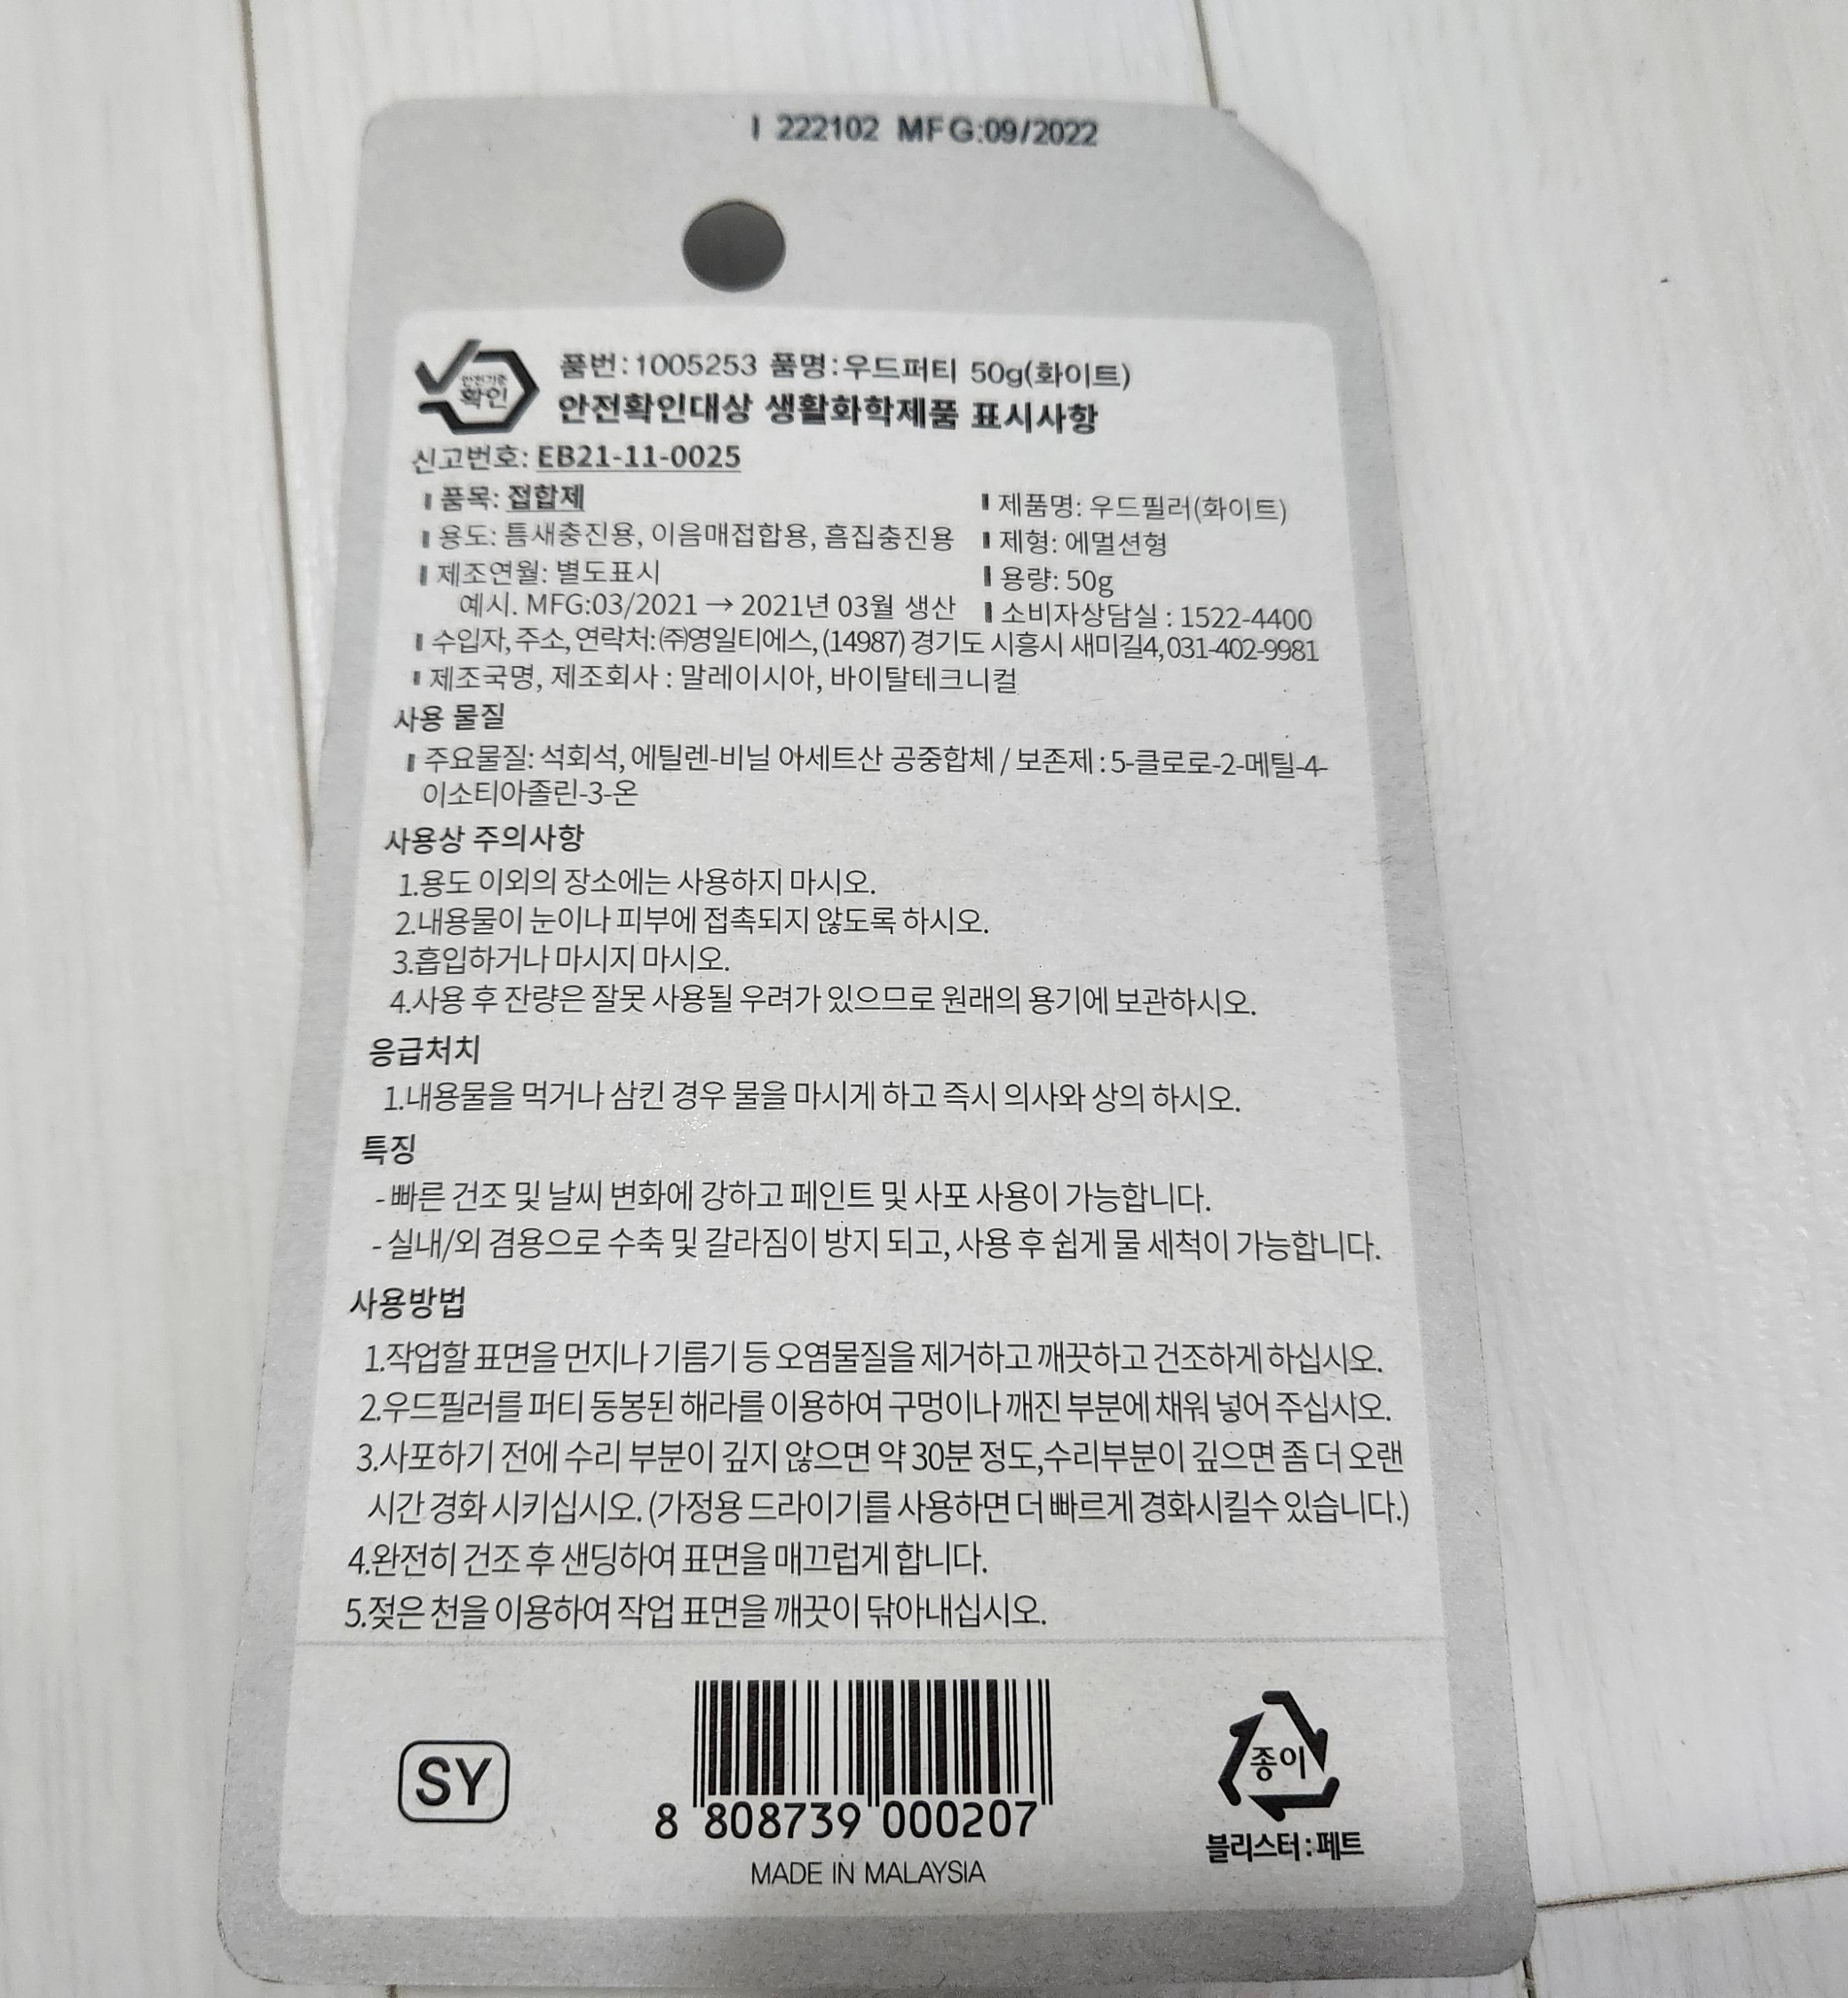 I 222102 MFG:09/2022
안전기준
확인
품번:1005253 품명:우드퍼티 50g(화이트)
안전확인대상 생활화학제품 표시사항
신고번호: EB21-11-0025
품목: 접합제
제품명: 우드필러(화이트)
용도: 틈새충진용, 이음매접합용, 흠집충진용
제형: 에멀션형
제조연월: 별도표시
용량: 50g
예시. MFG:03/2021 → 2021년 03월 생산
소비자상담실 : 1522-4400
수입자, 주소, 연락처: ㈜영일티에스, (14987) 경기도 시흥시 새미길4, 031-402-9981
제조국명, 제조회사 : 말레이시아, 바이탈테크니컬
사용 물질
주요물질: 석회석, 에틸렌-비닐 아세트산 공중합체 / 보존제 : 5-클로로-2-메틸-4-
이소티아졸린-3-온
사용상 주의사항
1.용도 이외의 장소에는 사용하지 마시오.
2.내용물이 눈이나 피부에 접촉되지 않도록 하시오.
3.흡입하거나 마시지 마시오.
4.사용 후 잔량은 잘못 사용될 우려가 있으므로 원래의 용기에 보관하시오.
응급처치
1.내용물을 먹거나 삼킨 경우 물을 마시게 하고 즉시 의사와 상의 하시오.
특징
- 빠른 건조 및 날씨 변화에 강하고 페인트 및 사포 사용이 가능합니다.
- 실내/외 겸용으로 수축 및 갈라짐이 방지 되고, 사용 후 쉽게 물 세척이 가능합니다.
사용방법
1.작업할 표면을 먼지나 기름기 등 오염물질을 제거하고 깨끗하고 건조하게 하십시오.
2.우드필러를 퍼티 동봉된 해라를 이용하여 구멍이나 깨진 부분에 채워 넣어 주십시오.
3.사포하기 전에 수리 부분이 깊지 않으면 약 30분 정도,수리부분이 깊으면 좀 더 오랜
시간 경화 시키십시오. (가정용 드라이기를 사용하면 더 빠르게 경화시킬수 있습니다.)
4.완전히 건조 후 샌딩하여 표면을 매끄럽게 합니다.
5.젖은 천을 이용하여 작업 표면을 깨끗이 닦아내십시오.
SY
8 808739 000207
MADE IN MALAYSIA
종이
블리스터 : 페트